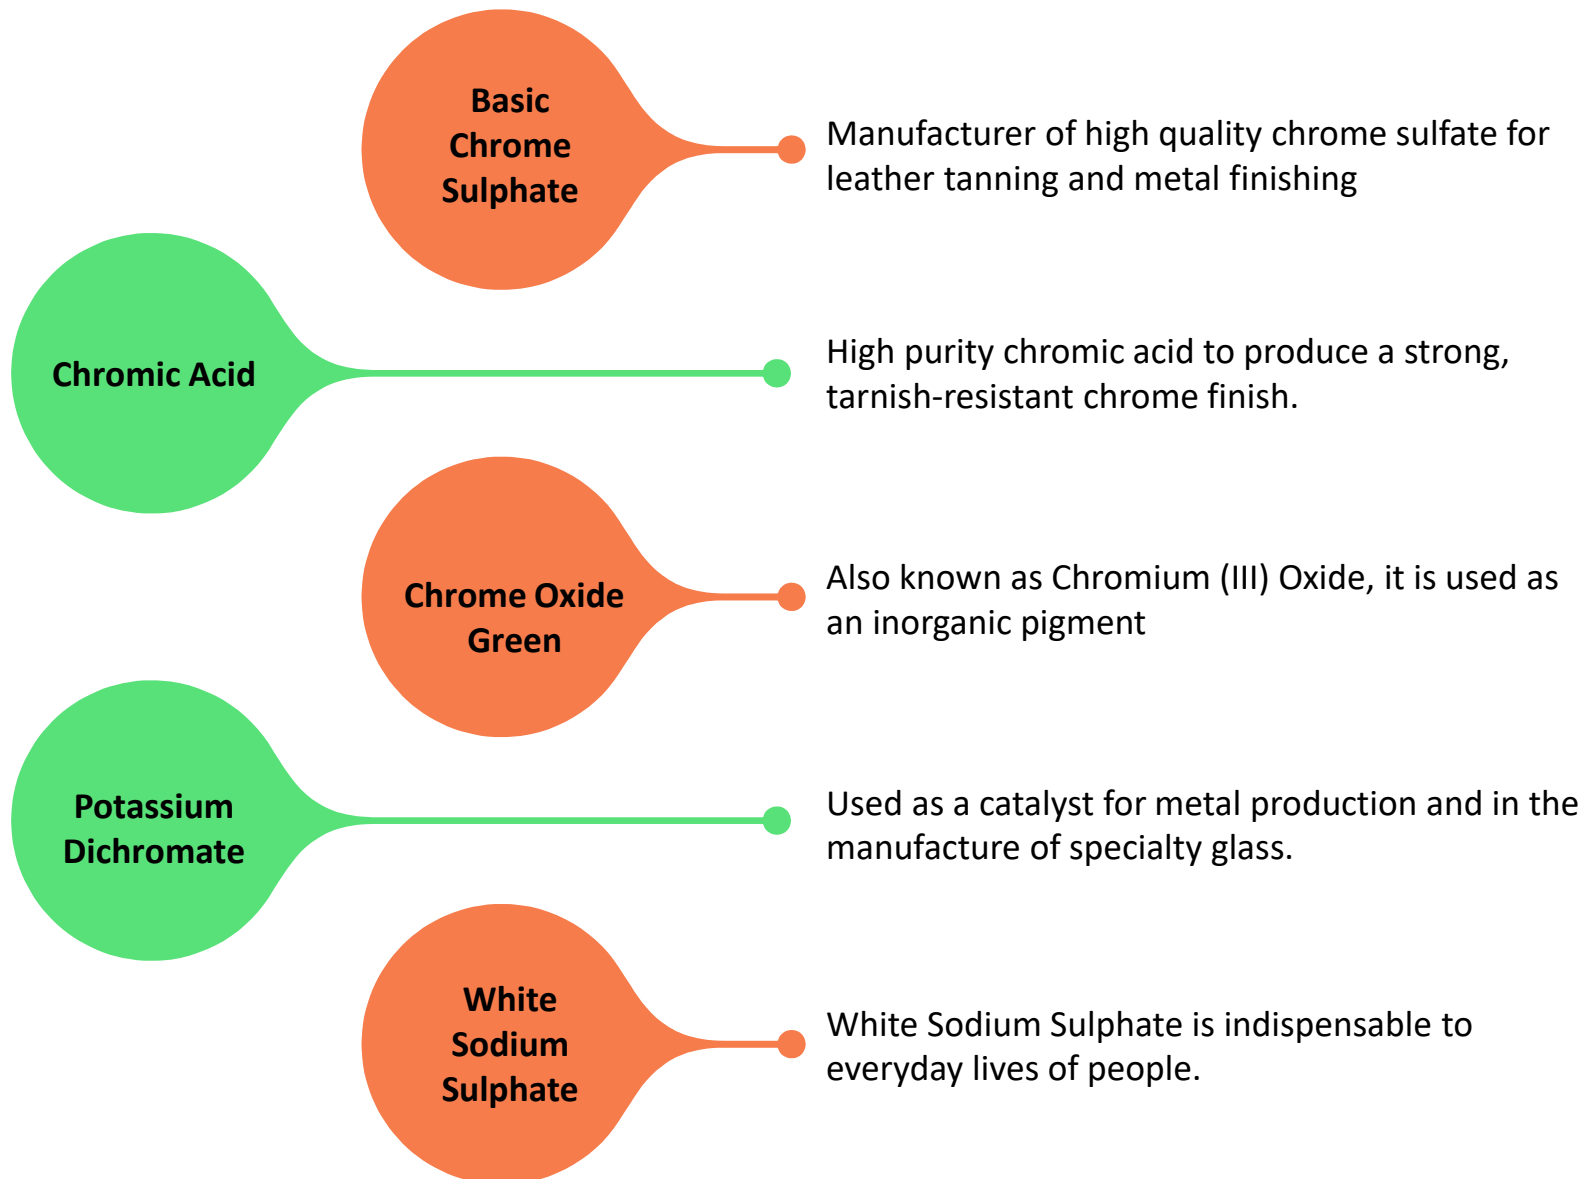 Basic
Chrome
Sulphate
Manufacturer of high quality chrome sulfate for
leather tanning and metal finishing
Chromic Acid
High purity chromic acid to produce a strong,
tarnish-resistant chrome finish.
Chrome Oxide
Green
Also known as Chromium (III) Oxide, it is used as
an inorganic pigment
Potassium
Dichromate
Used as a catalyst for metal production and in the
manufacture of specialty glass.
White
Sodium
Sulphate
White Sodium Sulphate is indispensable to
everyday lives of people.